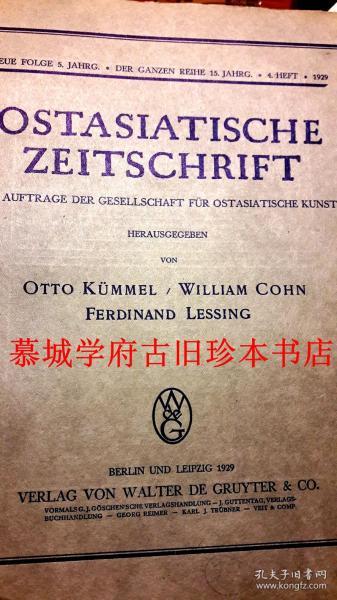 EUE FOLGE 5. JAHRG. • DER GANZEN REIHE 15. JAHRG. • 4. HEFT • 1929
OSTASIATISCHE
ZEITSCHRIFT
AUFTRAGE DER GESELLSCHAFT FÜR OSTASIATISCHE KUNST
HERAUSGEGEBEN
VON
OTTO KÜMMEL / WILLIAM COHN
FERDINAND LESSING
慕城学府古旧珍本书店
W de G
BERLIN UND LEIPZIG 1929
VERLAG VON WALTER DE GRUYTER & CO.
VORMALS G. J. GÖSCHEN'SCHE VERLAGSHANDLUNG — J. GUTTENTAG, VERLAGS-
BUCHHANDLUNG — GEORG REIMER — KARL J. TRÜBNER — VEIT & COMP.
孔夫子旧书网
www.kongfz.com